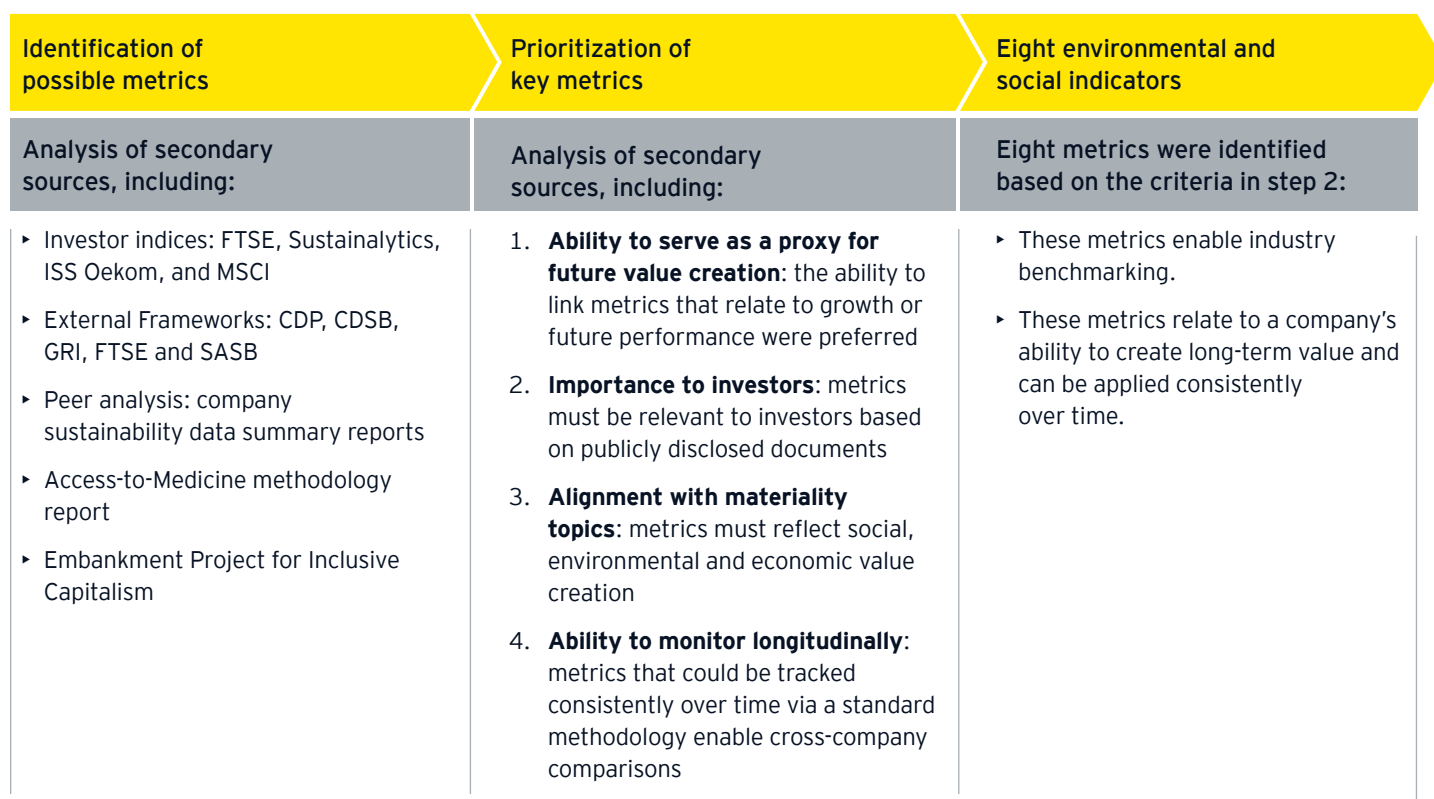 Identification of
possible metrics
Analysis of secondary
sources, including:
‣ Investor indices: FTSE, Sustainalytics,
ISS Oekom, and MSCI
‣ External Frameworks: CDP, CDSB,
GRI, FTSE and SASB
‣ Peer analysis: company
sustainability data summary reports
‣ Access-to-Medicine methodology
report
‣ Embankment Project for Inclusive
Capitalism
Prioritization of
key metrics
Analysis of secondary
sources, including:
1. Ability to serve as a proxy for
future value creation: the ability to
link metrics that relate to growth or
future performance were preferred
2. Importance to investors: metrics
must be relevant to investors based
on publicly disclosed documents
3. Alignment with materiality
topics: metrics must reflect social,
environmental and economic value
creation
4. Ability to monitor longitudinally:
metrics that could be tracked
consistently over time via a standard
methodology enable cross-company
comparisons
Eight environmental and
social indicators
Eight metrics were identified
based on the criteria in step 2:
‣ These metrics enable industry
benchmarking.
‣ These metrics relate to a company's
ability to create long-term value and
can be applied consistently
over time.